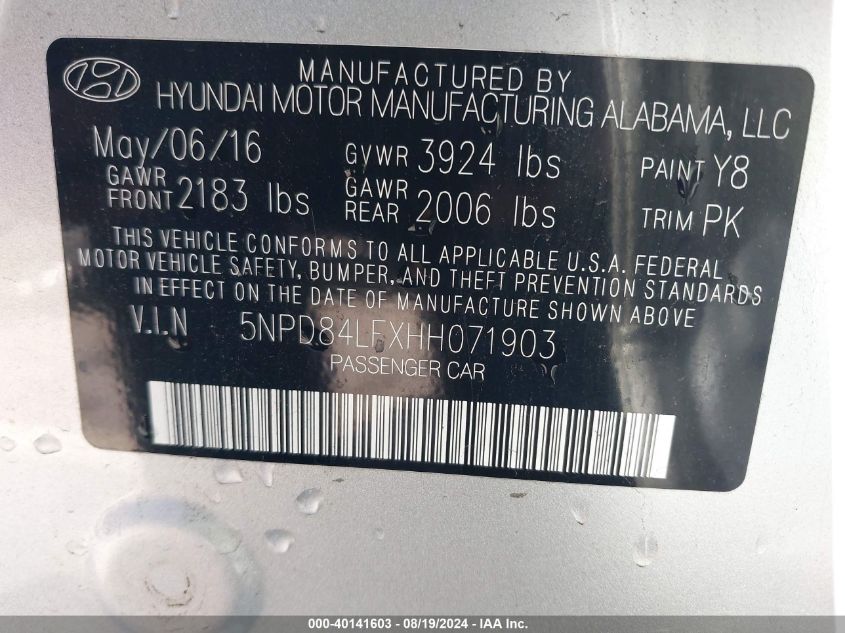 MANUFACTURED BY
HYUNDAI MOTOR MANUFACTURING ALABAMA, LLC
May/06/16 GVWR 3924 lbs PAINT Y8
GAWR FRONT 2183 lbs GAWR REAR 2006 lbs TRIM PK
THIS VEHICLE CONFORMS TO ALL APPLICABLE U.S.A. FEDERAL
MOTOR VEHICLE SAFETY, BUMPER, AND THEFT PREVENTION STANDARDS
IN EFFECT ON THE DATE OF MANUFACTURE SHOWN ABOVE
V.I.N 5NPD84LFXHH071903
PASSENGER CAR
000-40141603 - 08/19/2024 - IAA Inc.